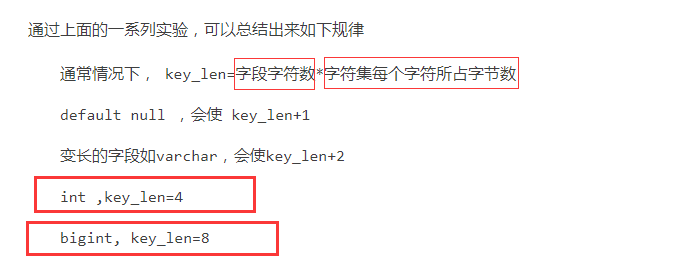 通过上面的一系列实验，可以总结出来如下规律
通常情况下， key_len=字段字符数*字符集每个字符所占字节数
default null ，会使 key_len+1
变长的字段如varchar，会使key_len+2
int ,key_len=4
bigint, key_len=8